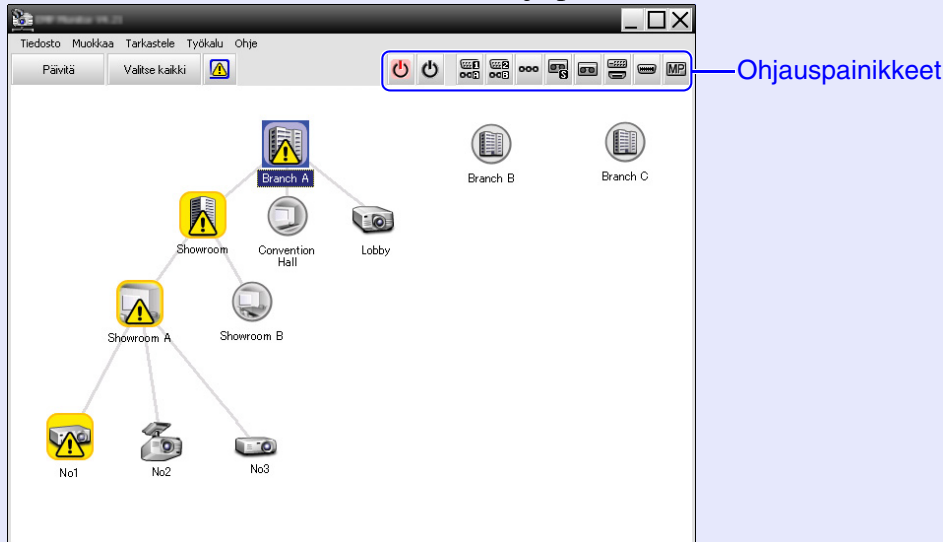 Tiedosto Muokkaa Tarkastele Työkalu Ohje
Päivitä Valitse kaikki MP
Ohjauspainikkeet
Branch A Branch B Branch C
Showroom Convention Hall Lobby
Showroom A Showroom B
No1 No2 No3